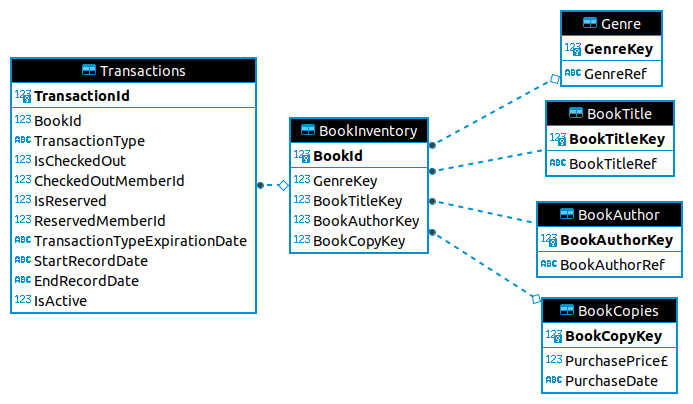 Transactions
123 TransactionId
123 BookId
ABC TransactionType
123 IsCheckedOut
123 CheckedOutMemberId
123 IsReserved
123 ReservedMemberId
ABC TransactionTypeExpirationDate
ABC StartRecordDate
ABC EndRecordDate
123 IsActive
BookInventory
123 BookId
123 GenreKey
123 BookTitleKey
123 BookAuthorKey
123 BookCopyKey
Genre
123 GenreKey
ABC GenreRef
BookTitle
123 BookTitleKey
ABC BookTitleRef
BookAuthor
123 BookAuthorKey
ABC BookAuthorRef
BookCopies
123 BookCopyKey
123 PurchasePrice£
ABC PurchaseDate